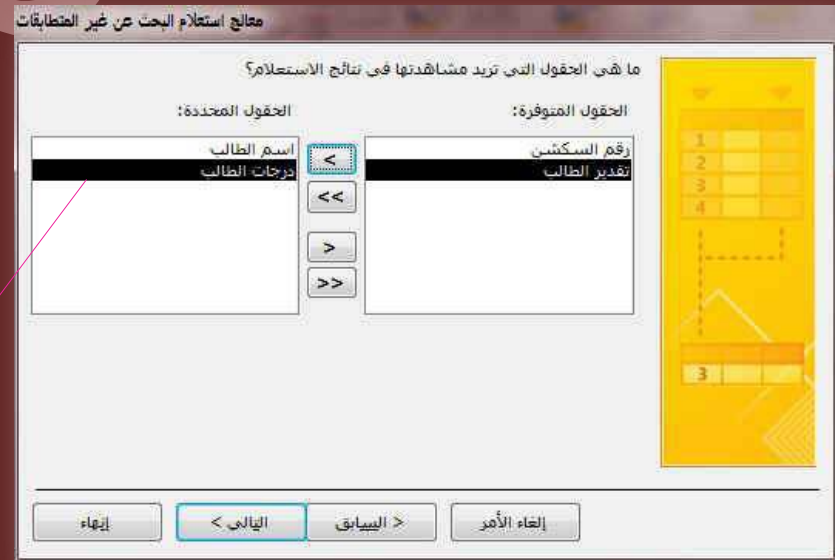 معالج استعلام البحث عن غير المتطابقات
ما هي الحقول التي تريد مشاهدتها في نتائج الاستعلام؟
الحقول المتوفرة:
رقم السكشن
تقدير الطالب
<
<<
>
>>
الحقول المحددة:
اسم الطالب
درجات الطالب
1
2
3
4
3
إلغاء الأمر
< السابق
التالي >
إنهاء